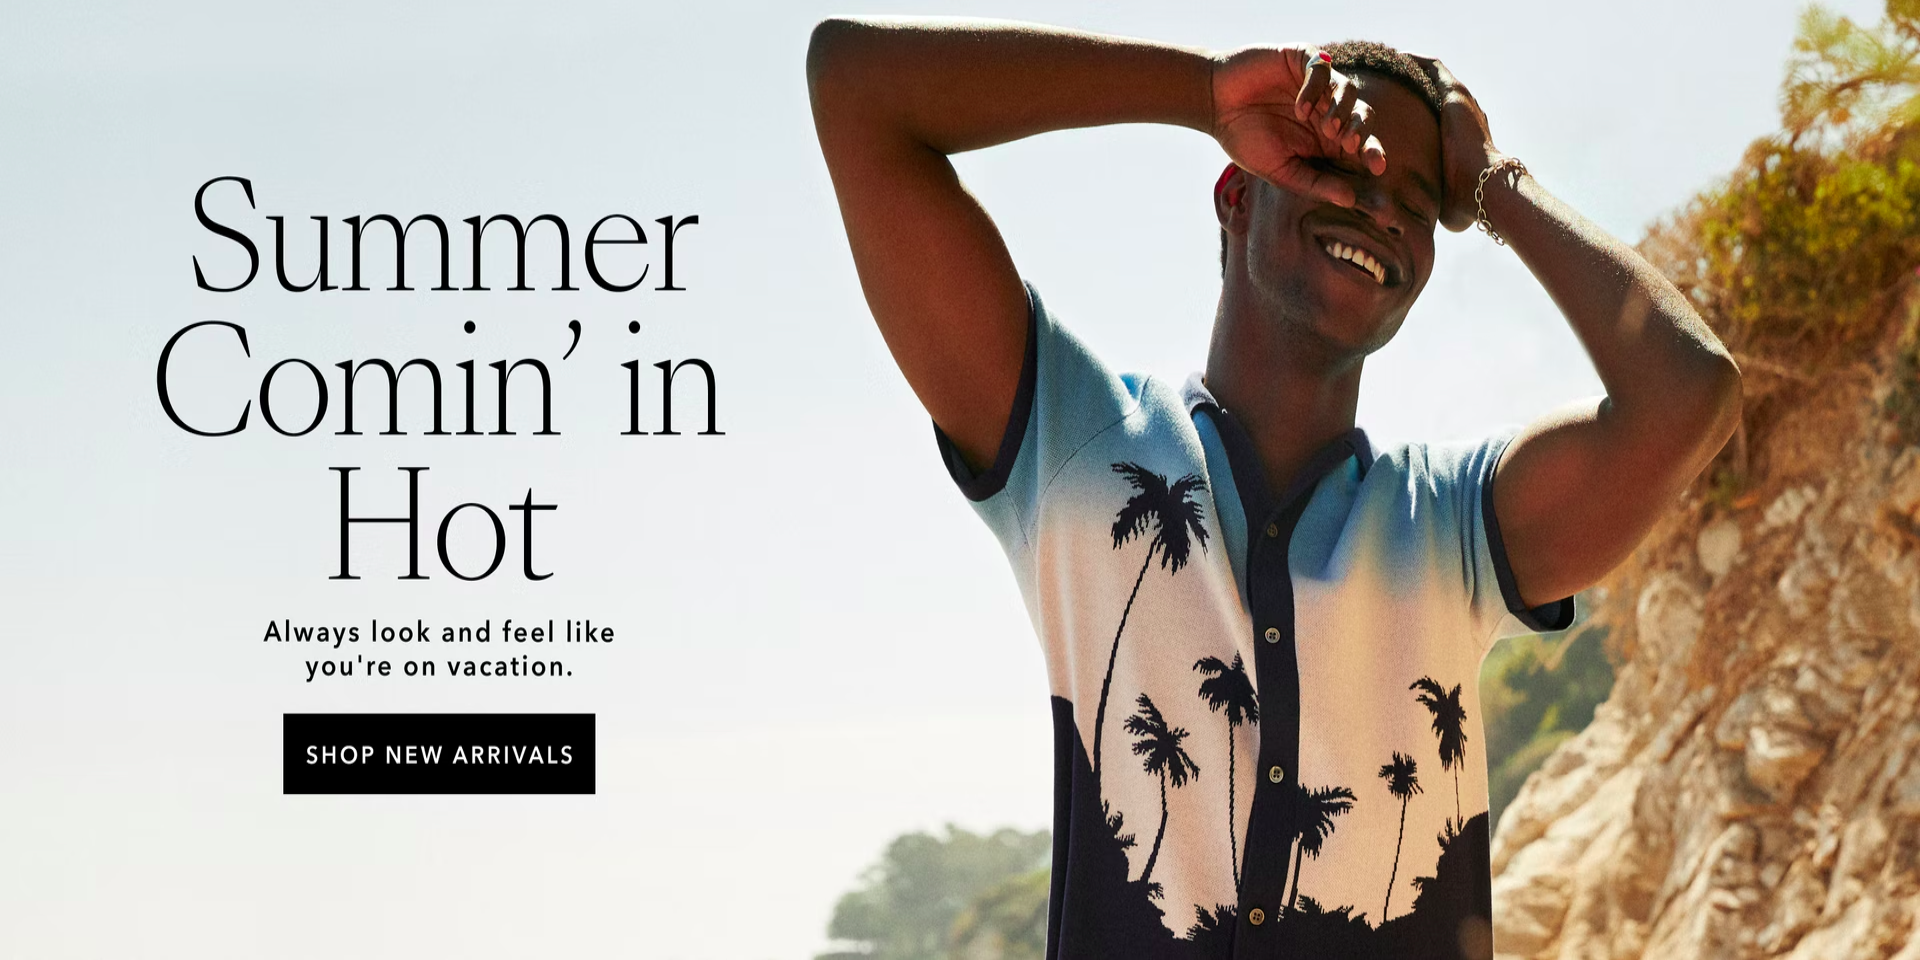 Summer
Comin’ in
Hot
Always look and feel like
you're on vacation.
SHOP NEW ARRIVALS